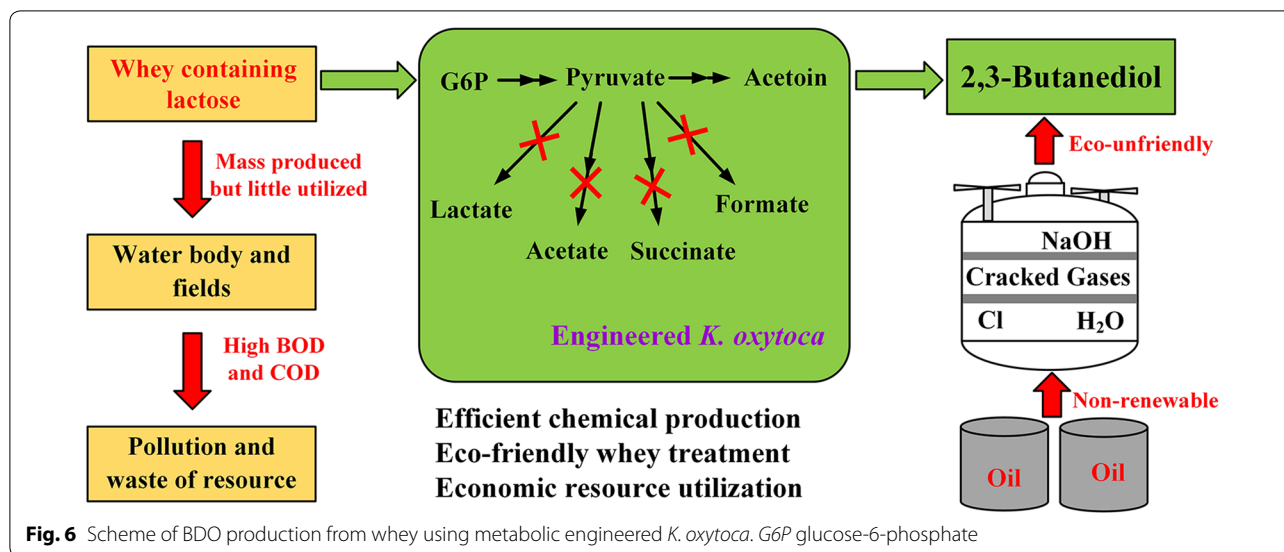 Whey containing
lactose
Mass produced
but little utilized
Water body and
fields
High BOD
and COD
Pollution and
waste of resource
G6P
Pyruvate
Acetoin
Lactate
Acetate
Succinate
Formate
Engineered K. oxytoca
Efficient chemical production
Eco-friendly whey treatment
Economic resource utilization
2,3-Butanediol
Eco-unfriendly
NaOH
Cracked Gases
Cl
H₂O
Non-renewable
Oil
Oil
Fig. 6 Scheme of BDO production from whey using metabolic engineered K. oxytoca. G6P glucose-6-phosphate